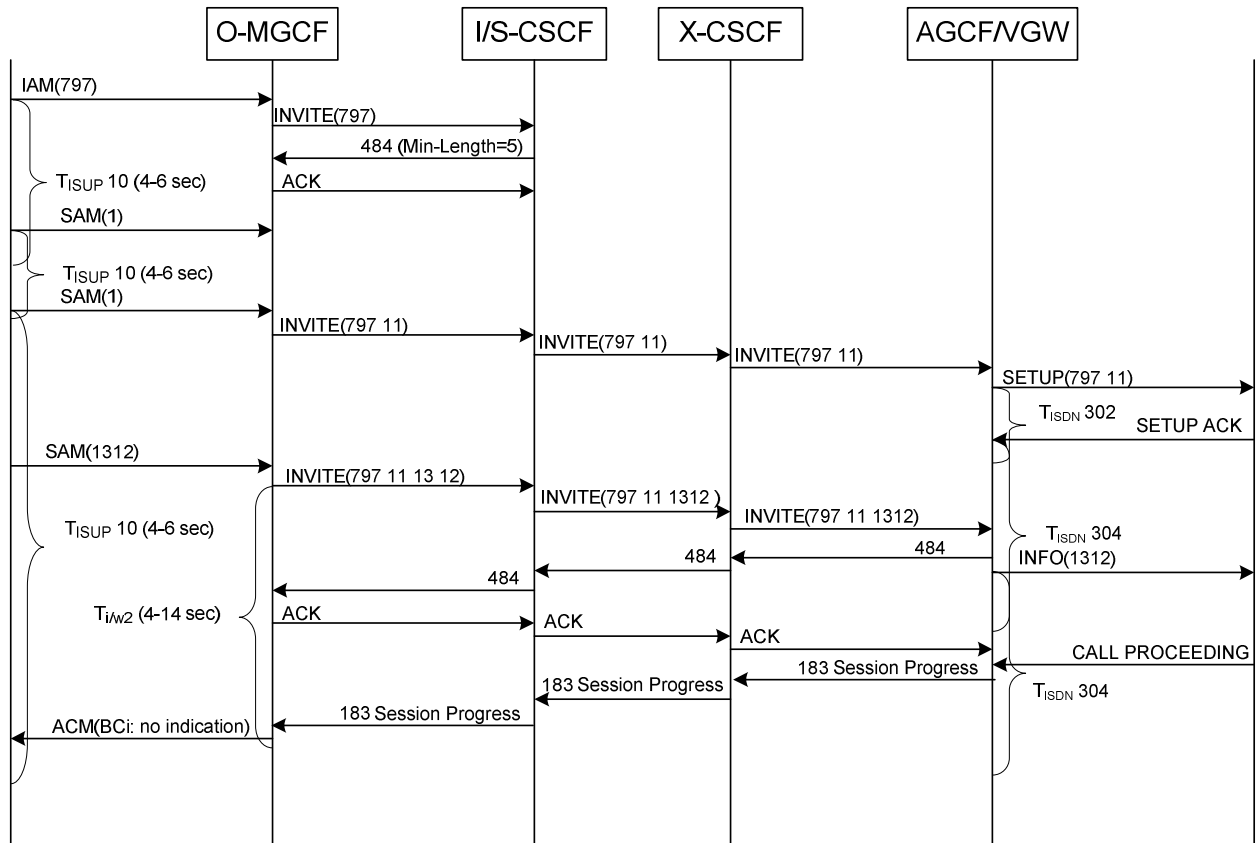 O-MGCF
I/S-CSCF
X-CSCF
AGCF/VGW
IAM(797)
INVITE(797)
484 (Min-Length=5)
TISUP 10 (4-6 sec)
ACK
SAM(1)
TISUP 10 (4-6 sec)
SAM(1)
INVITE(797 11)
INVITE(797 11)
INVITE(797 11)
SETUP(797 11)
TISDN 302
SETUP ACK
SAM(1312)
INVITE(797 11 13 12)
INVITE(797 11 1312 )
INVITE(797 11 1312)
TISUP 10 (4-6 sec)
TISDN 304
484
484
INFO(1312)
484
Ti/w2 (4-14 sec)
ACK
ACK
ACK
CALL PROCEEDING
183 Session Progress
183 Session Progress
TISDN 304
183 Session Progress
ACM(BCi: no indication)